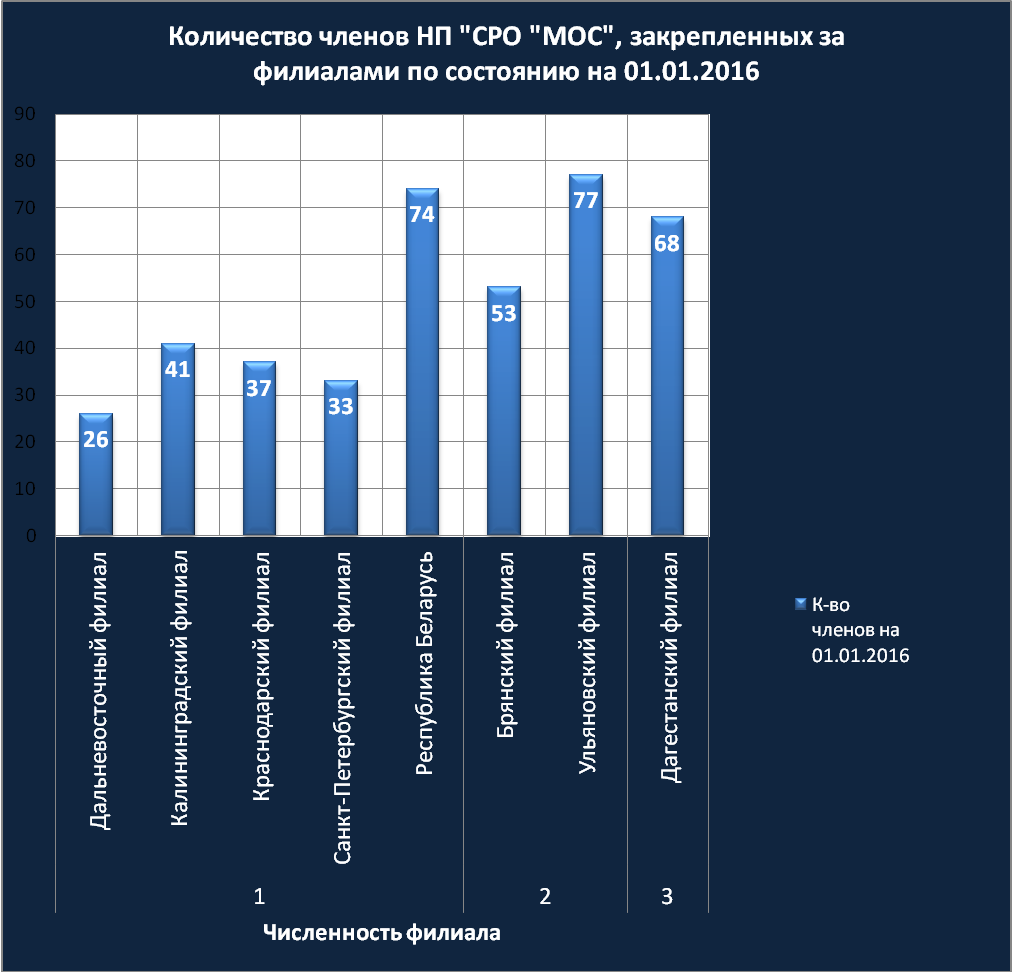 Количество членов НП "СРО "МОС", закрепленных за
филиалами по состоянию на 01.01.2016
90
80
70
60
50
40
30
20
10
0
26
41
37
33
74
53
77
68
Дальневосточный филиал
Калининградский филиал
Краснодарский филиал
Санкт-Петербургский филиал
Республика Беларусь
Брянский филиал
Ульяновский филиал
Дагестанский филиал
1
2
3
Численность филиала
К-во
членов на
01.01.2016